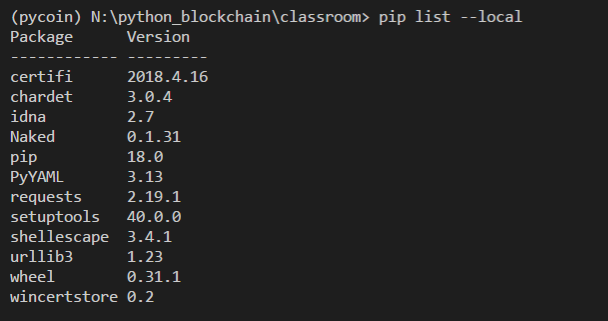 (pycoin) N:\python_blockchain\classroom> pip list --local
Package      Version
------------ ---------
certifi      2018.4.16
chardet      3.0.4
idna         2.7
Naked        0.1.31
pip          18.0
PyYAML       3.13
requests     2.19.1
setuptools   40.0.0
shellescape  3.4.1
urllib3      1.23
wheel        0.31.1
wincertstore 0.2